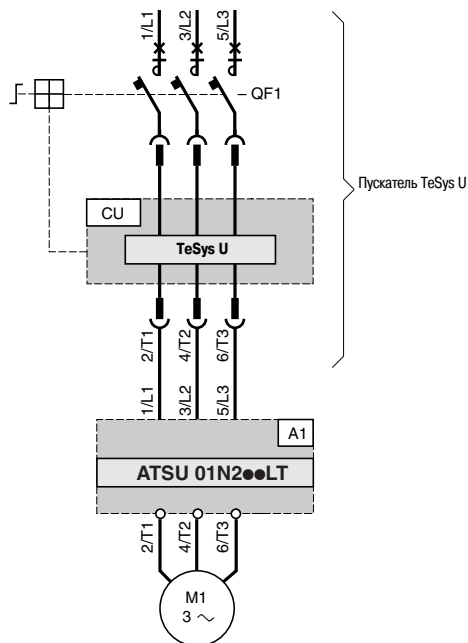 1/L1
3/L2
5/L3
QF1
Пускатель TeSys U
CU
TeSys U
2/T1
4/T2
6/T3
1/L1
3/L2
5/L3
A1
ATSU 01N2●●LT
2/T1
4/T2
6/T3
M1
3 ∼